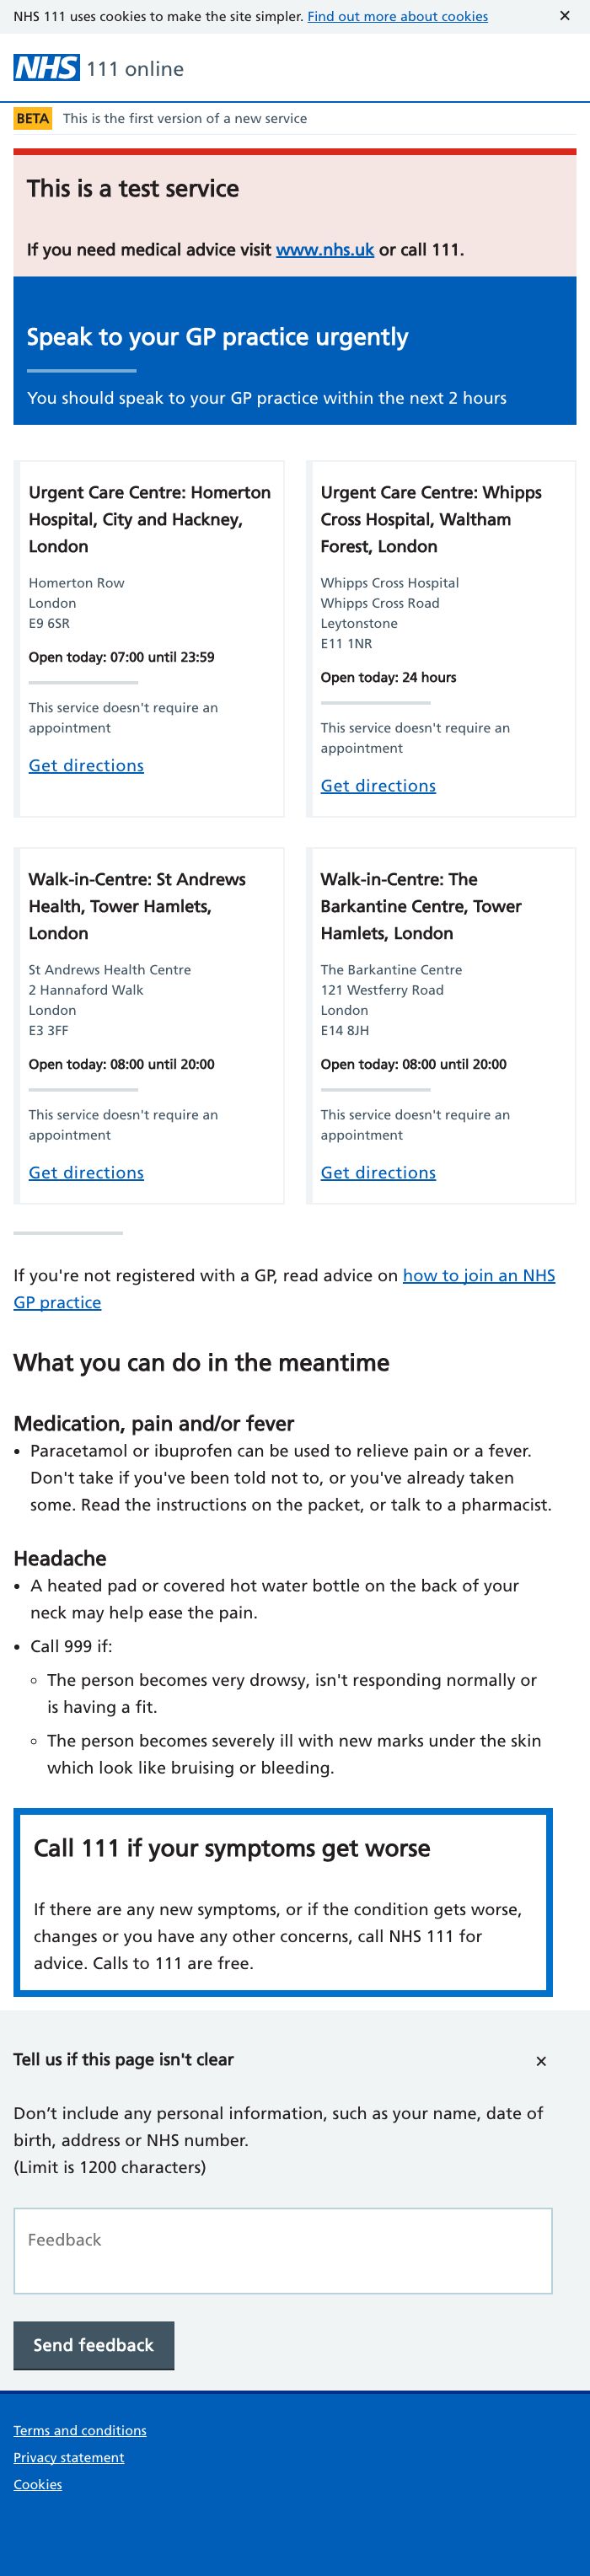 NHS 111 uses cookies to make the site simpler. Find out more about cookies ✕
NHS 111 online
BETA This is the first version of a new service
This is a test service
If you need medical advice visit www.nhs.uk or call 111.
Speak to your GP practice urgently
You should speak to your GP practice within the next 2 hours
Urgent Care Centre: Homerton
Hospital, City and Hackney,
London
Homerton Row
London
E9 6SR
Open today: 07:00 until 23:59
This service doesn't require an
appointment
Get directions
Urgent Care Centre: Whipps
Cross Hospital, Waltham
Forest, London
Whipps Cross Hospital
Whipps Cross Road
Leytonstone
E11 1NR
Open today: 24 hours
This service doesn't require an
appointment
Get directions
Walk-in-Centre: St Andrews
Health, Tower Hamlets,
London
St Andrews Health Centre
2 Hannaford Walk
London
E3 3FF
Open today: 08:00 until 20:00
This service doesn't require an
appointment
Get directions
Walk-in-Centre: The
Barkantine Centre, Tower
Hamlets, London
The Barkantine Centre
121 Westferry Road
London
E14 8JH
Open today: 08:00 until 20:00
This service doesn't require an
appointment
Get directions
If you're not registered with a GP, read advice on how to join an NHS
GP practice
What you can do in the meantime
Medication, pain and/or fever
• Paracetamol or ibuprofen can be used to relieve pain or a fever.
Don't take if you've been told not to, or you've already taken
some. Read the instructions on the packet, or talk to a pharmacist.
Headache
• A heated pad or covered hot water bottle on the back of your
neck may help ease the pain.
• Call 999 if:
◦ The person becomes very drowsy, isn't responding normally or
is having a fit.
◦ The person becomes severely ill with new marks under the skin
which look like bruising or bleeding.
Call 111 if your symptoms get worse
If there are any new symptoms, or if the condition gets worse,
changes or you have any other concerns, call NHS 111 for
advice. Calls to 111 are free.
Tell us if this page isn't clear ✕
Don’t include any personal information, such as your name, date of
birth, address or NHS number.
(Limit is 1200 characters)
Feedback
Send feedback
Terms and conditions
Privacy statement
Cookies